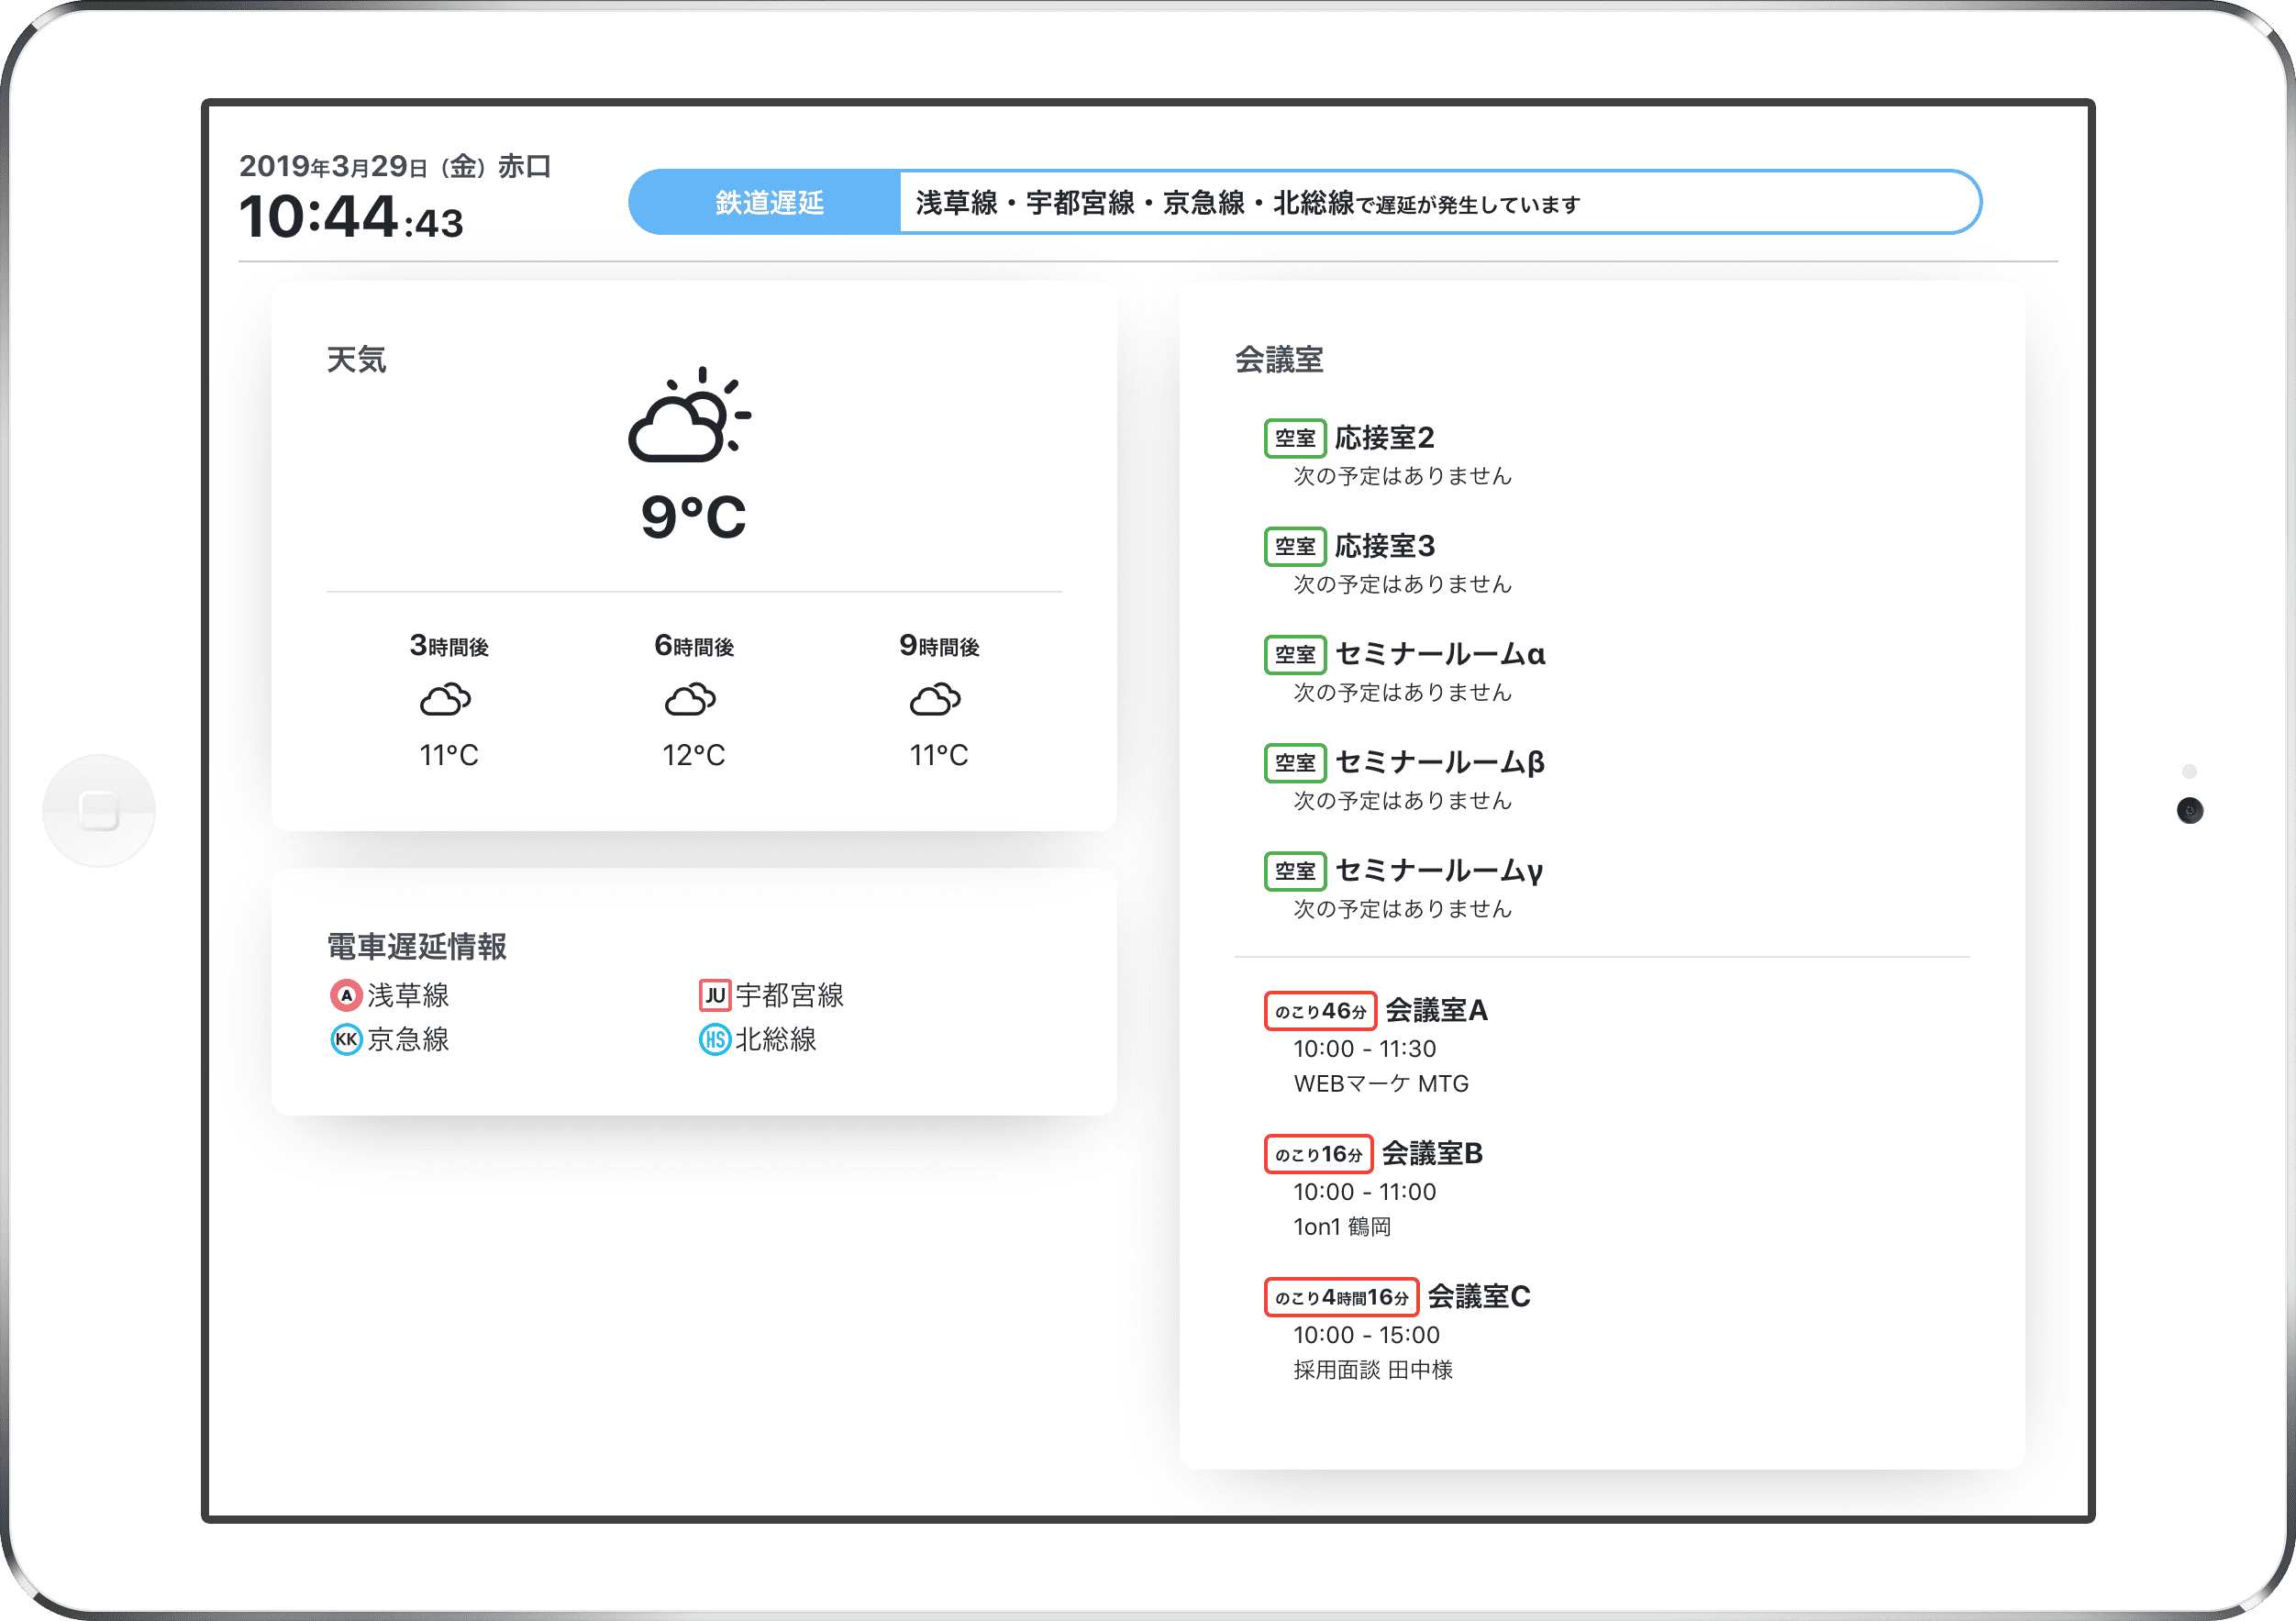 2019年3月29日（金）赤口
10:44:43
鉄道遅延
浅草線・宇都宮線・京急線・北総線で遅延が発生しています
天気
9°C
3時間後
6時間後
9時間後
11°C
12°C
11°C
電車遅延情報
A 浅草線
JU 宇都宮線
KK 京急線
HS 北総線
会議室
空室 応接室2
次の予定はありません
空室 応接室3
次の予定はありません
空室 セミナールームα
次の予定はありません
空室 セミナールームβ
次の予定はありません
空室 セミナールームγ
次の予定はありません
のこり46分 会議室A
10:00 - 11:30
WEBマーケ MTG
のこり16分 会議室B
10:00 - 11:00
1on1 鶴岡
のこり4時間16分 会議室C
10:00 - 15:00
採用面談 田中様